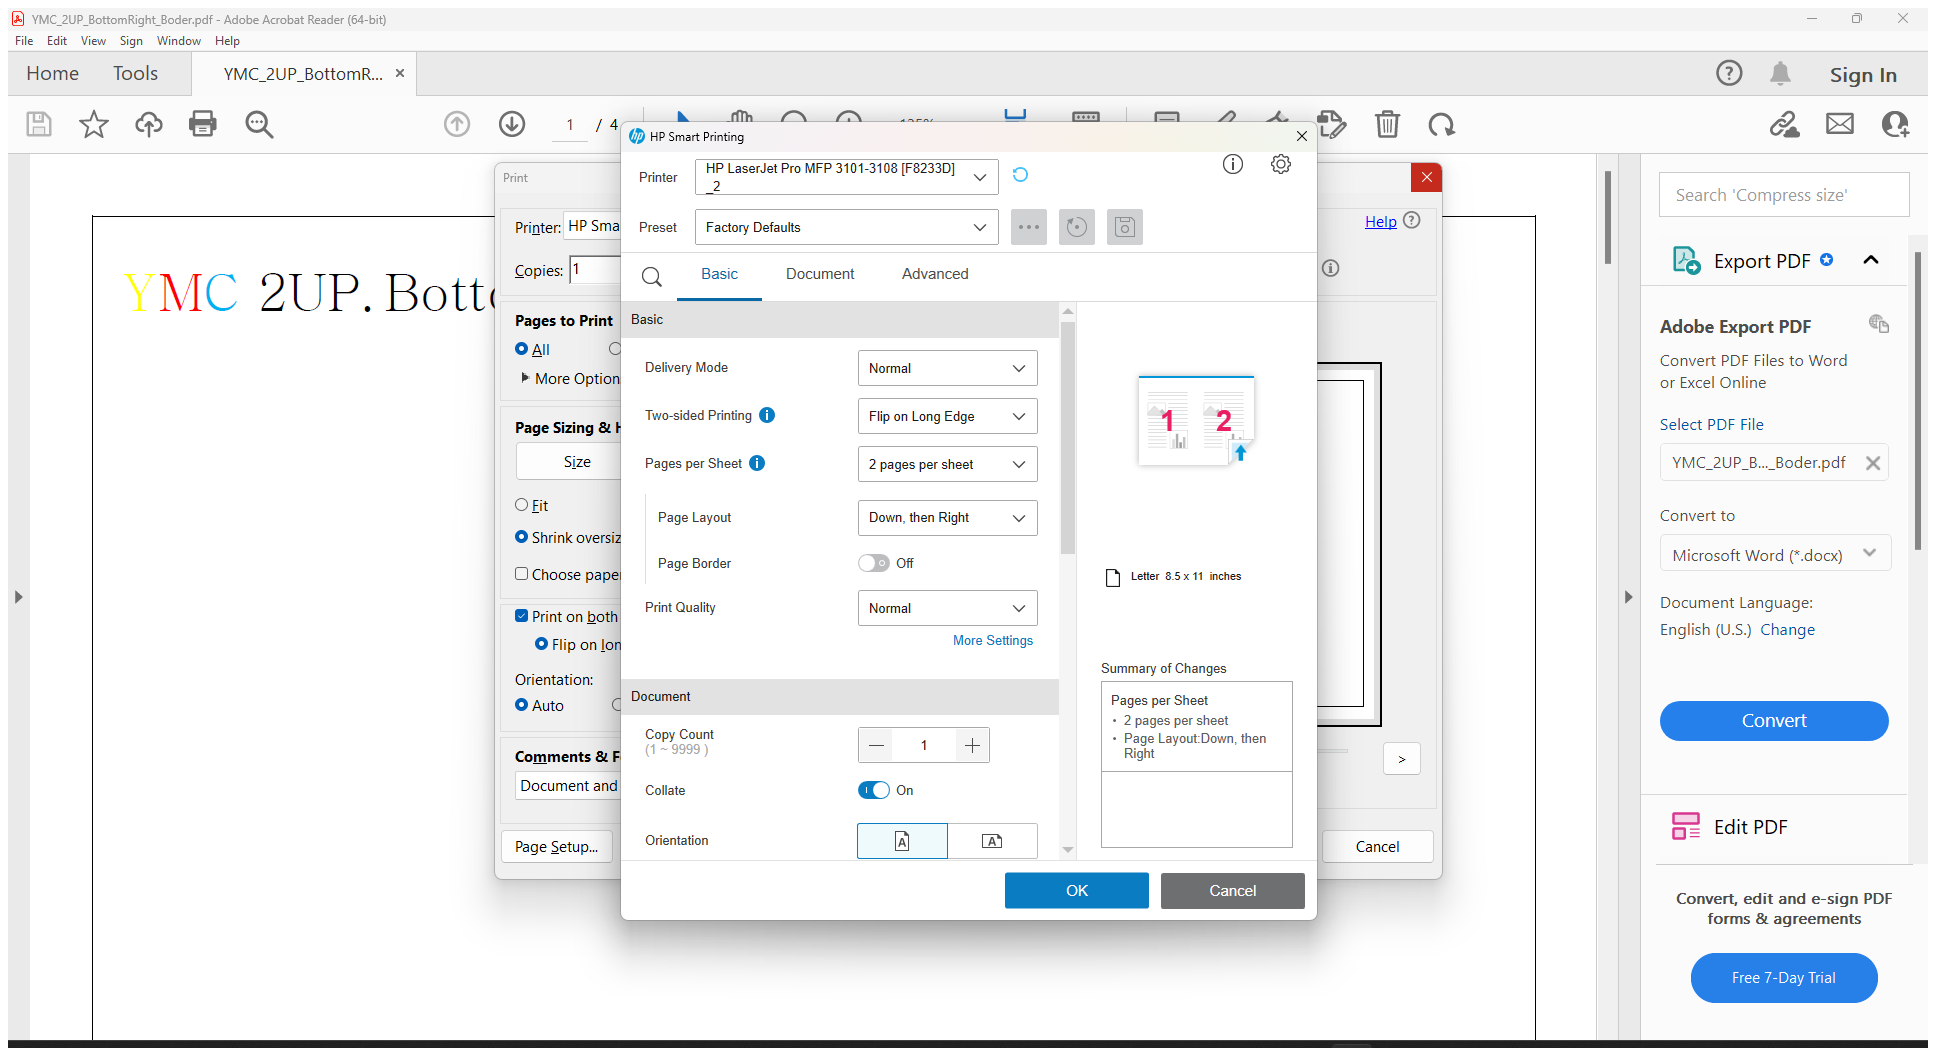 YMC_2UP_BottomRight_Boder.pdf - Adobe Acrobat Reader (64-bit)
File Edit View Sign Window Help
Home Tools YMC_2UP_BottomR... Sign In
1 / 4
YMC 2UP. Botto
Print
Printer: HP Sma
Copies: 1
Help
Pages to Print
All
More Option
Page Sizing & H
Size
Fit
Shrink oversiz
Choose pape
Print on both
Flip on lon
Orientation:
Auto
Comments & F
Document and
Page Setup...
>
Cancel
HP Smart Printing
Printer HP LaserJet Pro MFP 3101-3108 [F8233D]
_2
Preset Factory Defaults
Basic Document Advanced
Basic
Delivery Mode Normal
Two-sided Printing Flip on Long Edge
Pages per Sheet 2 pages per sheet
Page Layout Down, then Right
Page Border Off
Print Quality Normal
More Settings
Document
Copy Count 1
(1 ~ 9999 )
Collate On
Orientation A A
1 2
Letter 8.5 x 11 inches
Summary of Changes
Pages per Sheet
• 2 pages per sheet
• Page Layout:Down, then
Right
OK Cancel
Search 'Compress size'
Export PDF
Adobe Export PDF
Convert PDF Files to Word
or Excel Online
Select PDF File
YMC_2UP_B..._Boder.pdf
Convert to
Microsoft Word (*.docx)
Document Language:
English (U.S.) Change
Convert
Edit PDF
Convert, edit and e-sign PDF
forms & agreements
Free 7-Day Trial